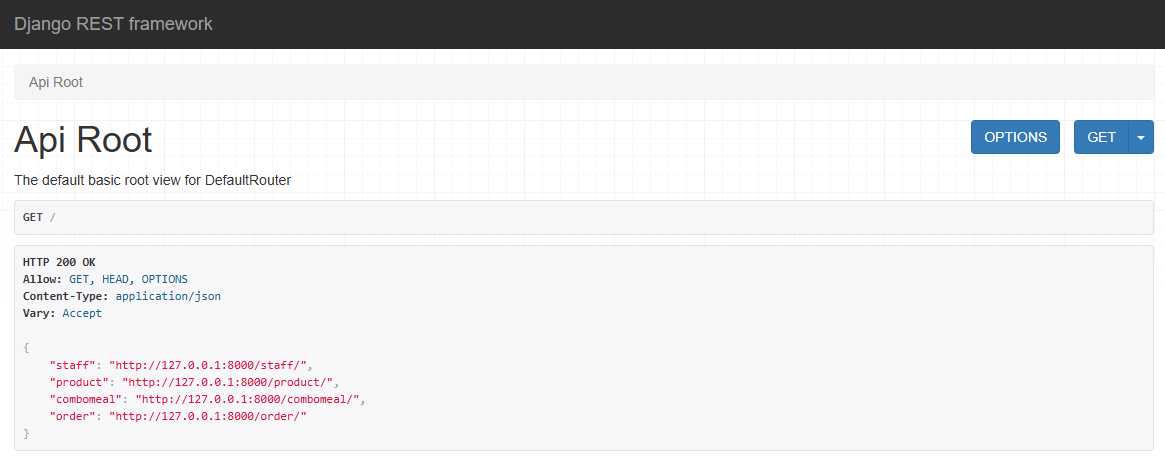 Django REST framework
Api Root
Api Root
OPTIONS
GET
The default basic root view for DefaultRouter
GET /
HTTP 200 OK
Allow: GET, HEAD, OPTIONS
Content-Type: application/json
Vary: Accept
{
    "staff": "http://127.0.0.1:8000/staff/",
    "product": "http://127.0.0.1:8000/product/",
    "combomeal": "http://127.0.0.1:8000/combomeal/",
    "order": "http://127.0.0.1:8000/order/"
}